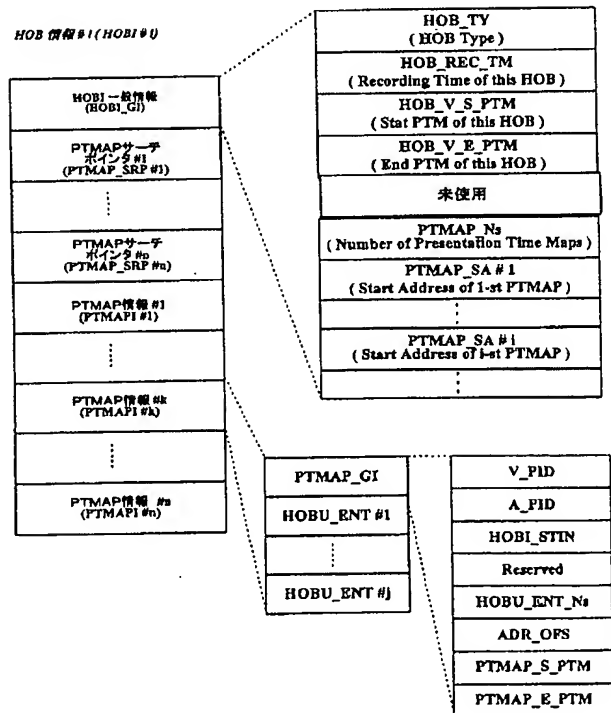 HOB 情報 # i ( HOBI # i)
HOBI 一般情報
(HOBI_GI)
PTMAPサーチ
ポインタ #1
(PTMAP_SRP #1)
PTMAPサーチ
ポインタ #n
(PTMAP_SRP #n)
PTMAP情報 #1
(PTMAPI #1)
PTMAP情報 #k
(PTMAPI #k)
PTMAP情報 #n
(PTMAPI #n)
HOB_TY
( HOB Type )
HOB_REC_TM
( Recording Time of this HOB )
HOB_V_S_PTM
( Stat PTM of this HOB )
HOB_V_E_PTM
( End PTM of this HOB )
未使用
PTMAP_Ns
( Number of Presentation Time Maps )
PTMAP_SA # 1
( Start Address of 1-st PTMAP )
PTMAP_SA # i
( Start Address of i-st PTMAP )
PTMAP_GI
HOBU_ENT #1
HOBU_ENT #j
V_PID
A_PID
HOBI_STIN
Reserved
HOBU_ENT_Ns
ADR_OFS
PTMAP_S_PTM
PTMAP_E_PTM